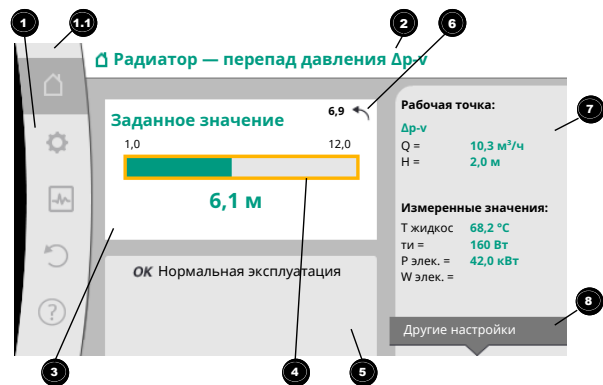 1
1.1
2
6
Радиатор — перепад давления Δp-v
Заданное значение
6,9
1,0
12,0
6,1 м
OK Нормальная эксплуатация
Рабочая точка:
Δp-v
Q = 10,3 м³/ч
H = 2,0 м
Измеренные значения:
T жидкос 68,2 °C
ти = 160 Вт
P элек. = 42,0 кВт
W элек. =
Другие настройки
?
7
8
3
4
5